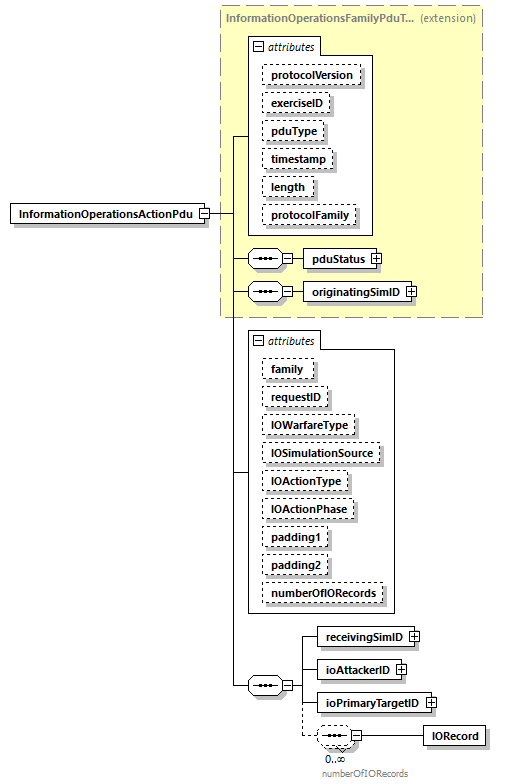 InformationOperationsFamilyPduT... (extension)
attributes
protocolVersion
exerciseID
pduType
timestamp
length
protocolFamily
InformationOperationsActionPdu
pduStatus
originatingSimID
attributes
family
requestID
IOWarfareType
IOSimulationSource
IOActionType
IOActionPhase
padding1
padding2
numberOfIORecords
receivingSimID
ioAttackerID
ioPrimaryTargetID
IORecord
0..∞
numberOfIORecords